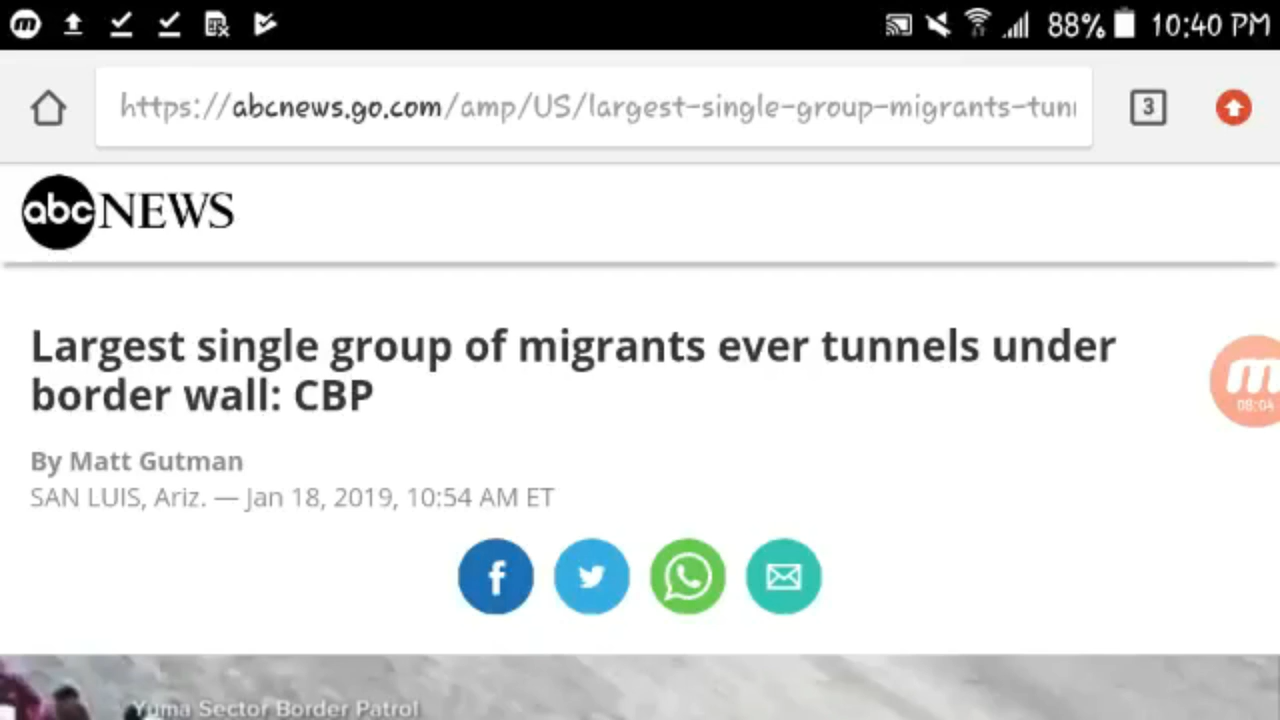 88% 10:40 PM
https://abcnews.go.com/amp/US/largest-single-group-migrants-tun
3
abc NEWS
Largest single group of migrants ever tunnels under
border wall: CBP
08:04
By Matt Gutman
SAN LUIS, Ariz. — Jan 18, 2019, 10:54 AM ET
Yuma Sector Border Patrol